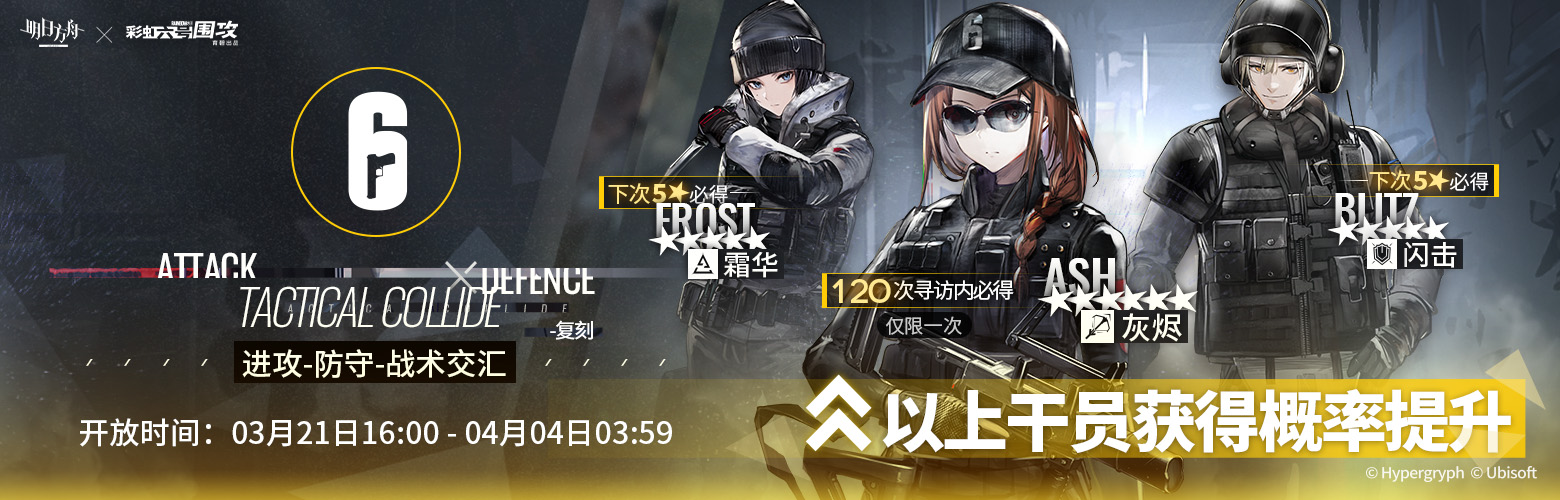 明日方舟 × 彩虹六号围攻
育碧出品
6
ATTACK × DEFENCE
TACTICAL COLLIDE
-复刻
进攻-防守-战术交汇
开放时间：03月21日16:00 - 04月04日03:59
下次5★必得
FROST
★★★★★
霜华
120次寻访内必得
仅限一次
ASH
★★★★★★
灰烬
下次5★必得
BLITZ
★★★★★
闪击
以上干员获得概率提升
© Hypergryph © Ubisoft